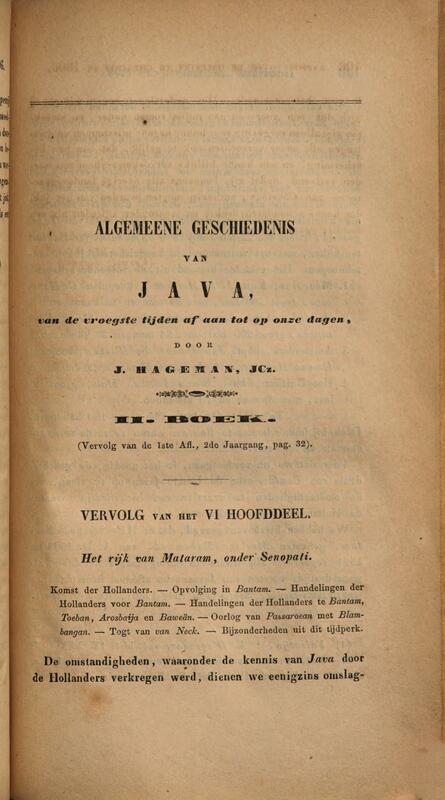 ALGEMEENE GESCHIEDENIS
VAN
JAVA,
van de vroegste tijden af aan tot op onze dagen,
DOOR
J. HAGEMAN, JCz.
II. BOEK.
(Vervolg van de 1ste Afl., 2de Jaargang, pag. 32).
VERVOLG VAN HET VI HOOFDDEEL.
Het rijk van Mataram, onder Senopati.
Komst der Hollanders. — Opvolging in Bantam. — Handelingen der
Hollanders voor Bantam. — Handelingen der Hollanders te Bantam,
Toeban, Arosbaija en Baweän. — Oorlog van Passaroean met Blam-
bangan. — Togt van van Neck. — Bijzonderheden uit dit tijdperk.
De omstandigheden, waaronder de kennis van Java door
de Hollanders verkregen werd, dienen we eenigzins omslag-